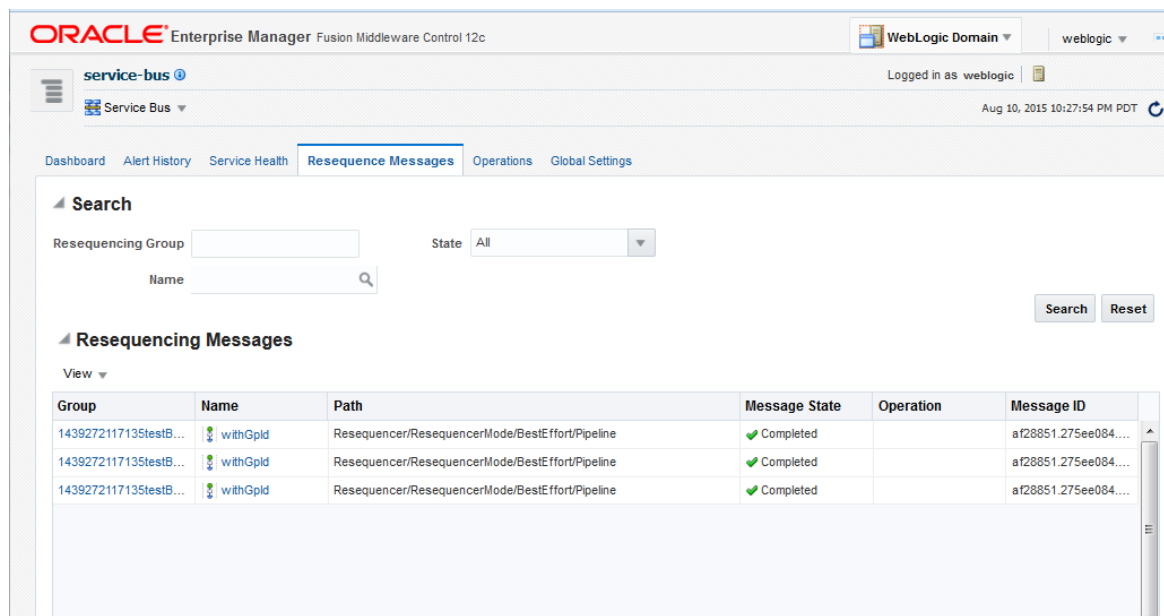 ORACLE Enterprise Manager Fusion Middleware Control 12c
WebLogic Domain
weblogic
service-bus
Logged in as weblogic
Service Bus
Aug 10, 2015 10:27:54 PM PDT
Dashboard Alert History Service Health Resequence Messages Operations Global Settings
Search
Resequencing Group
State All
Name
Search Reset
Resequencing Messages
View
Group Name Path Message State Operation Message ID
1439272117135testB... withGpId Resequencer/ResequencerMode/BestEffort/Pipeline Completed af28851.275ee084....
1439272117135testB... withGpId Resequencer/ResequencerMode/BestEffort/Pipeline Completed af28851.275ee084....
1439272117135testB... withGpId Resequencer/ResequencerMode/BestEffort/Pipeline Completed af28851.275ee084....